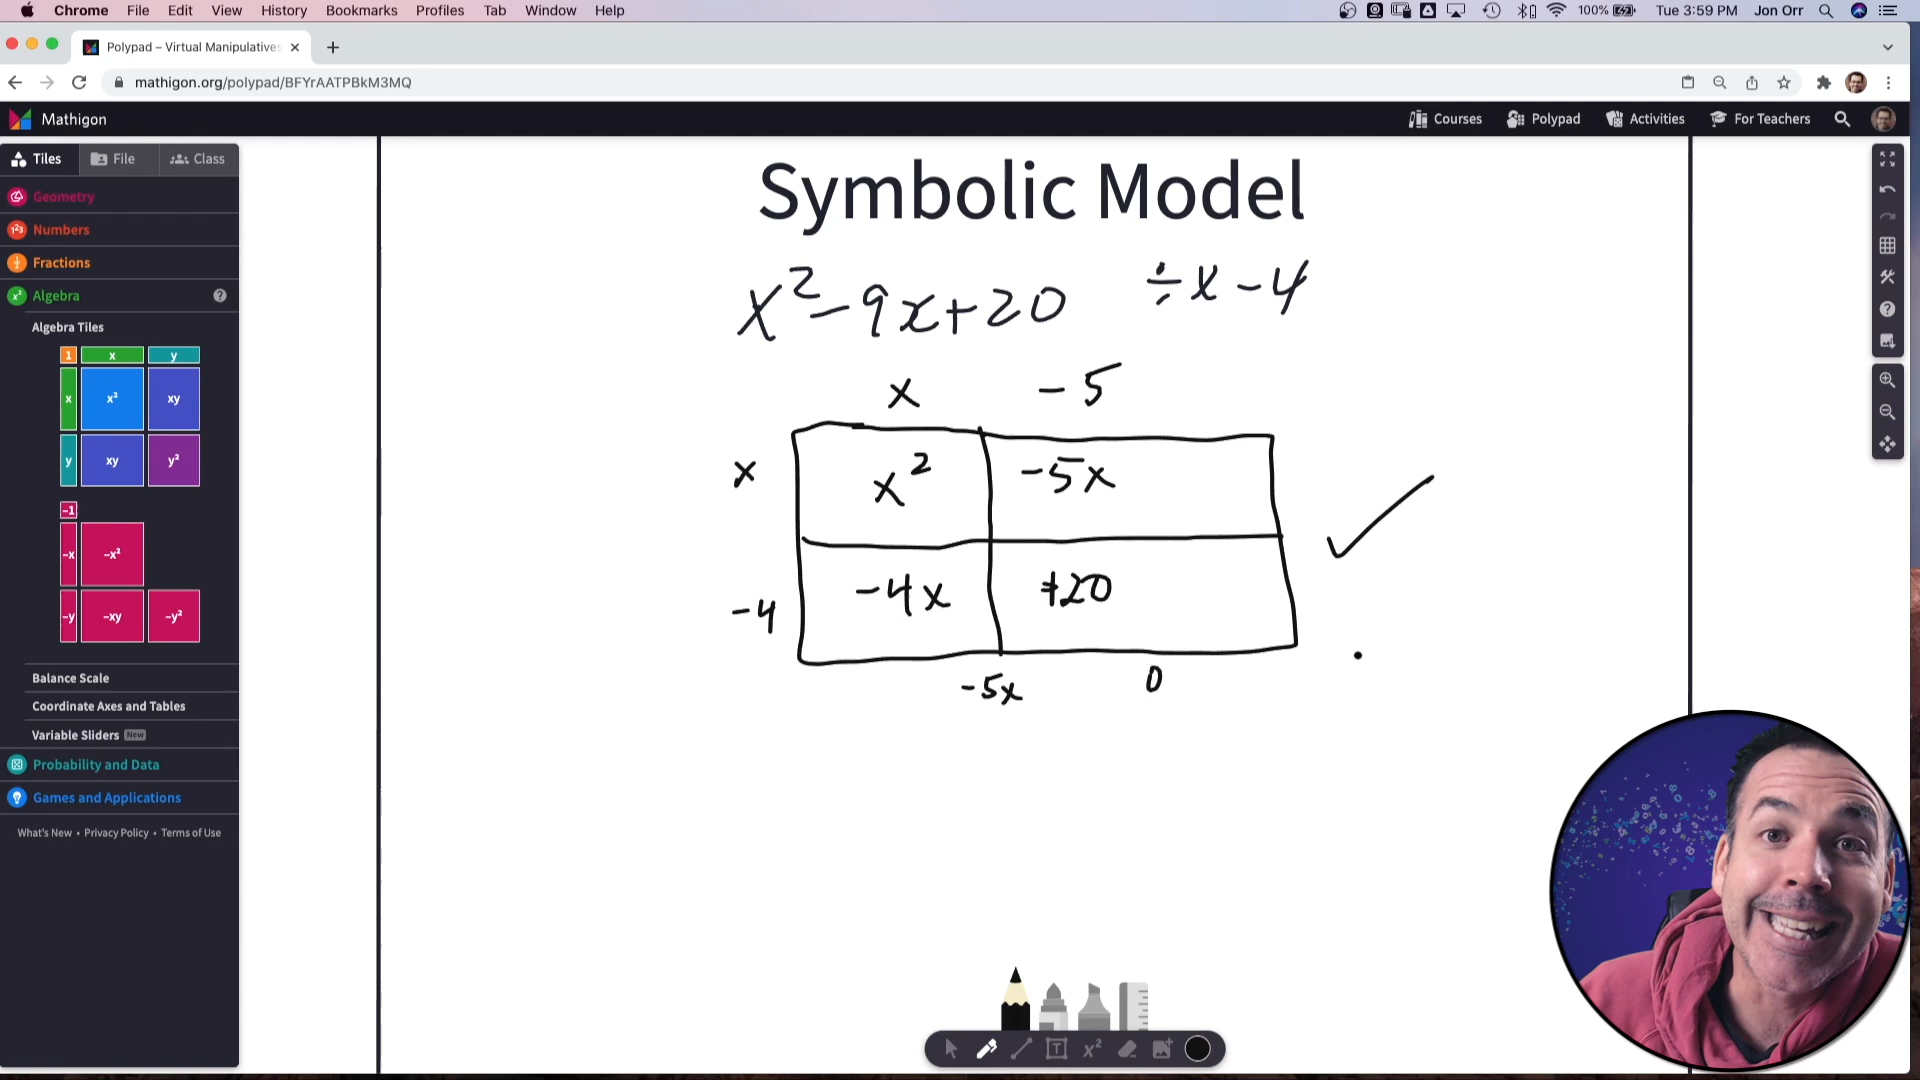 Chrome File Edit View History Bookmarks Profiles Tab Window Help 100% Tue 3:59 PM Jon Orr
Polypad – Virtual Manipulatives
mathigon.org/polypad/BFYrAATPBkM3MQ
Mathigon Courses Polypad Activities For Teachers
Tiles File Class
Geometry
Numbers
Fractions
Algebra
Algebra Tiles
1 x y
x x² xy
y xy y²
-1
-x -x²
-y -xy -y²
Balance Scale
Coordinate Axes and Tables
Variable Sliders New
Probability and Data
Games and Applications
What's New • Privacy Policy • Terms of Use
Symbolic Model
x²-9x+20 ÷x-4
x -5
x x² -5x
-4 -4x +20
-5x 0
T x²